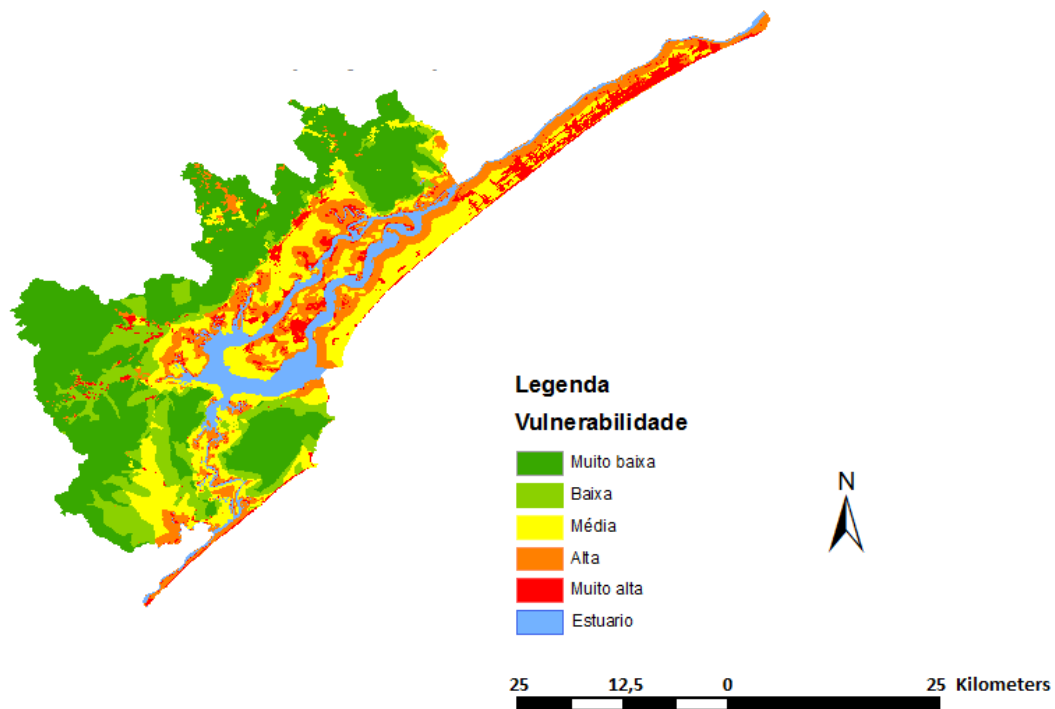 Legenda
Vulnerabilidade
Muito baixa
Baixa
Média
Alta
Muito alta
Estuario
N
25 12,5 0 25 Kilometers